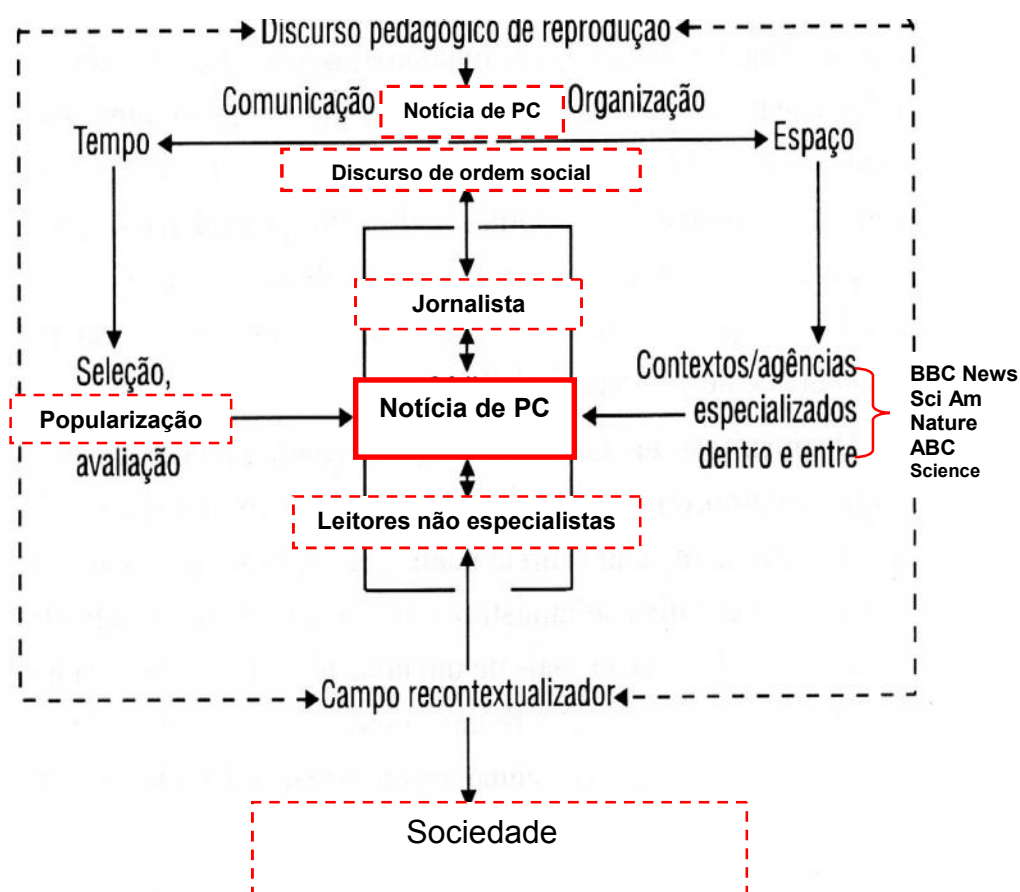 Discurso pedagógico de reprodução
Comunicação
Notícia de PC
Organização
Tempo
Espaço
Discurso de ordem social
Jornalista
Seleção,
Popularização
avaliação
Notícia de PC
Contextos/agências
especializados
dentro e entre
BBC News
Sci Am
Nature
ABC
Science
Leitores não especialistas
Campo recontextualizador
Sociedade